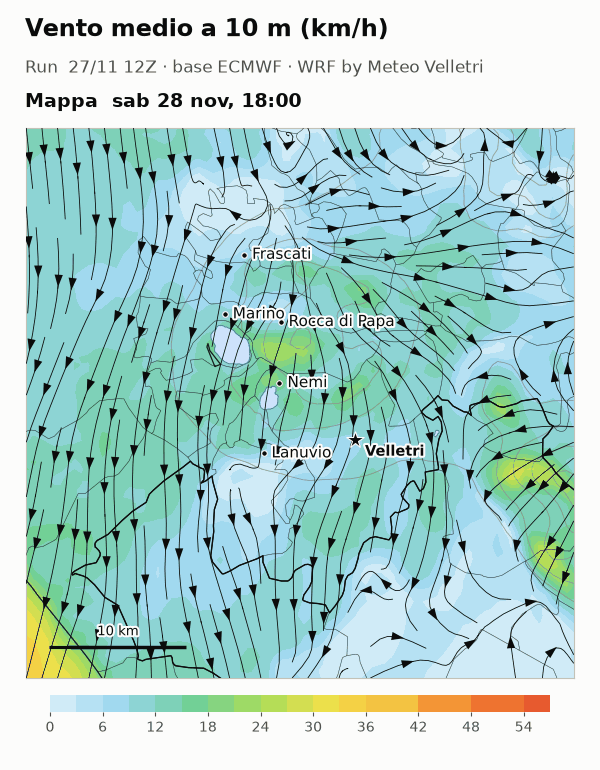 Vento medio a 10 m (km/h)
Run  27/11 12Z · base ECMWF · WRF by Meteo Velletri
Mappa  sab 28 nov, 18:00
Frascati
Marino
Rocca di Papa
Nemi
Velletri
Lanuvio
10 km
0 6 12 18 24 30 36 42 48 54